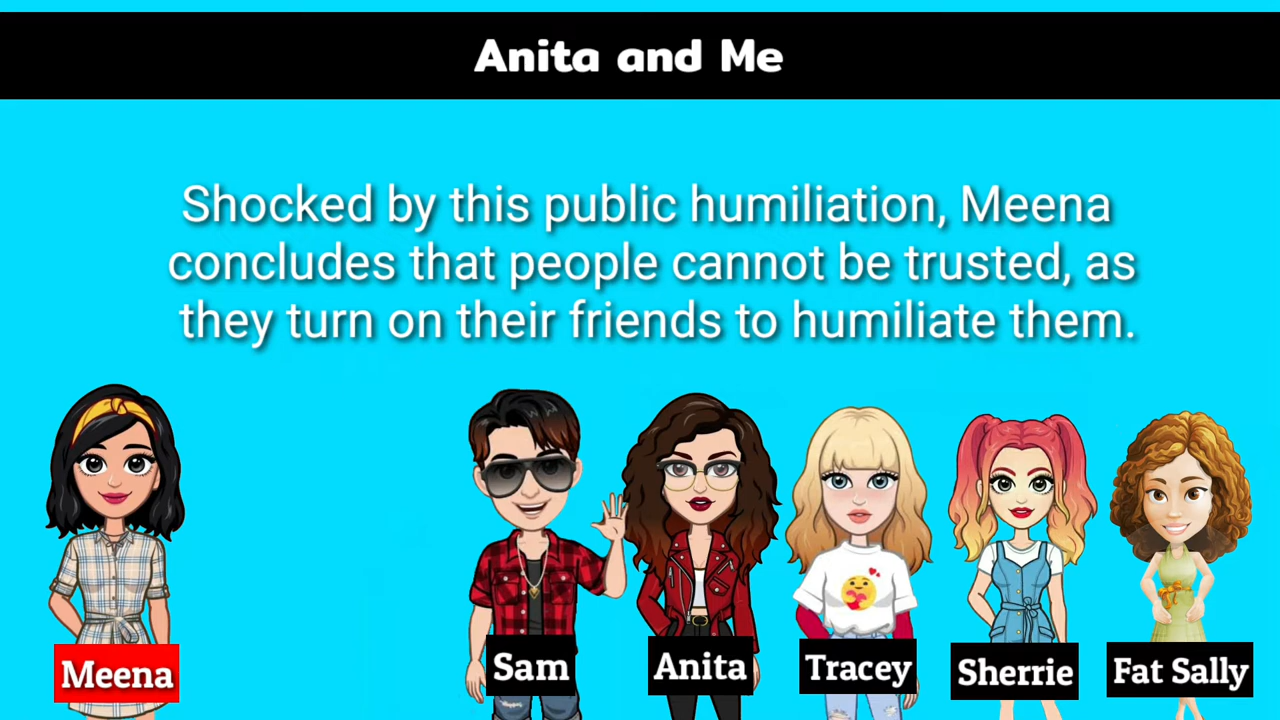 Anita and Me
Shocked by this public humiliation, Meena
concludes that people cannot be trusted, as
they turn on their friends to humiliate them.
Meena
Sam
Anita
Tracey
Sherrie
Fat Sally